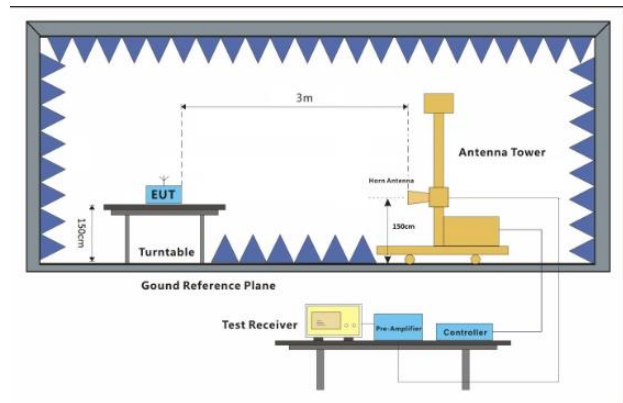 3m
Antenna Tower
Horn Antenna
EUT
150cm
150cm
Turntable
Gound Reference Plane
Test Receiver
Pre-Amplifier
Controller